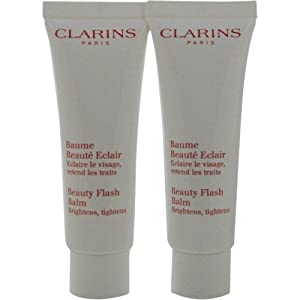 CLARINS
PARIS
Baume
Beauté Eclair
Eclaire le visage,
retend les traits
Beauty Flash
Balm
Brightens, tightens
CLARINS
PARIS
Baume
Beauté Eclair
Eclaire le visage,
retend les traits
Beauty Flash
Balm
Brightens, tightens